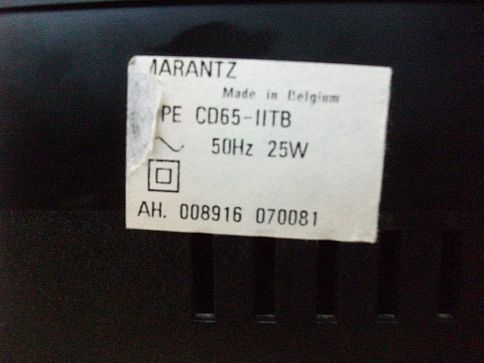 MARANTZ
Made in Belgium
PE CD65-IITB
50Hz 25W
AH. 008916 070081